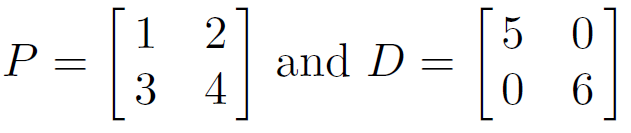 P = [1 2
3 4] and D = [5 0
0 6]